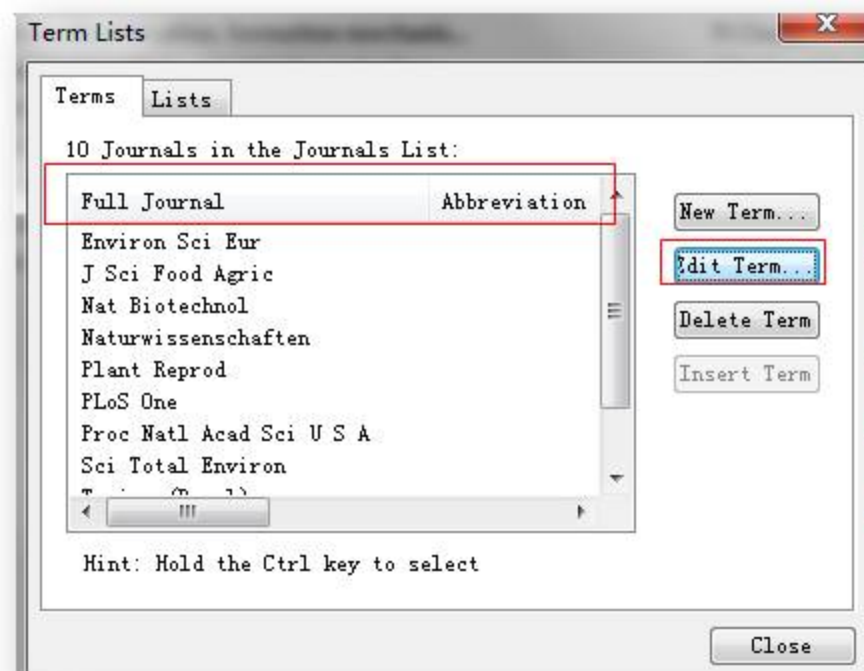 Term Lists
Terms
Lists
10 Journals in the Journals List:
Full Journal Abbreviation
Environ Sci Eur
J Sci Food Agric
Nat Biotechnol
Naturwissenschaften
Plant Reprod
PLoS One
Proc Natl Acad Sci U S A
Sci Total Environ
New Term...
Edit Term...
Delete Term
Insert Term
Hint: Hold the Ctrl key to select
Close